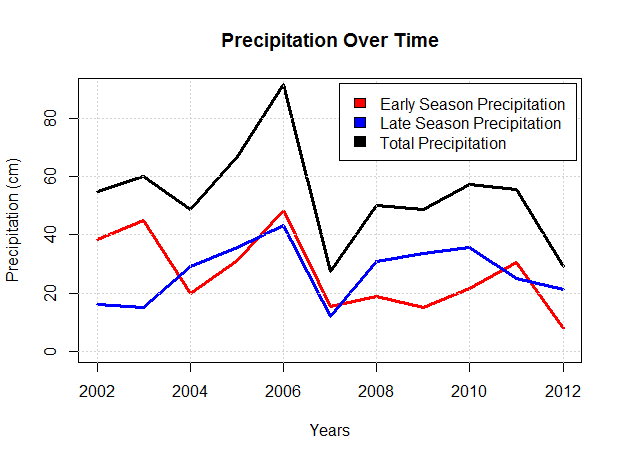 Precipitation Over Time
Early Season Precipitation
Late Season Precipitation
Total Precipitation
Precipitation (cm)
80
60
40
20
0
2002 2004 2006 2008 2010 2012
Years